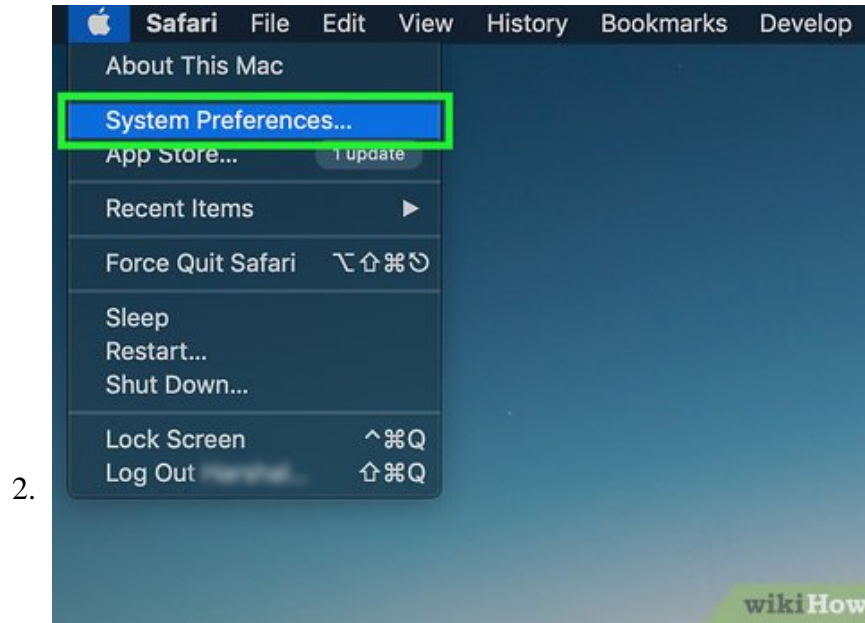 Safari File Edit View History Bookmarks Develop
About This Mac
System Preferences...
App Store... 1 update
Recent Items ▶
Force Quit Safari ⌥⇧⌘⎋
Sleep
Restart...
Shut Down...
Lock Screen ^⌘Q
Log Out ⇧⌘Q
2.
wikiHow